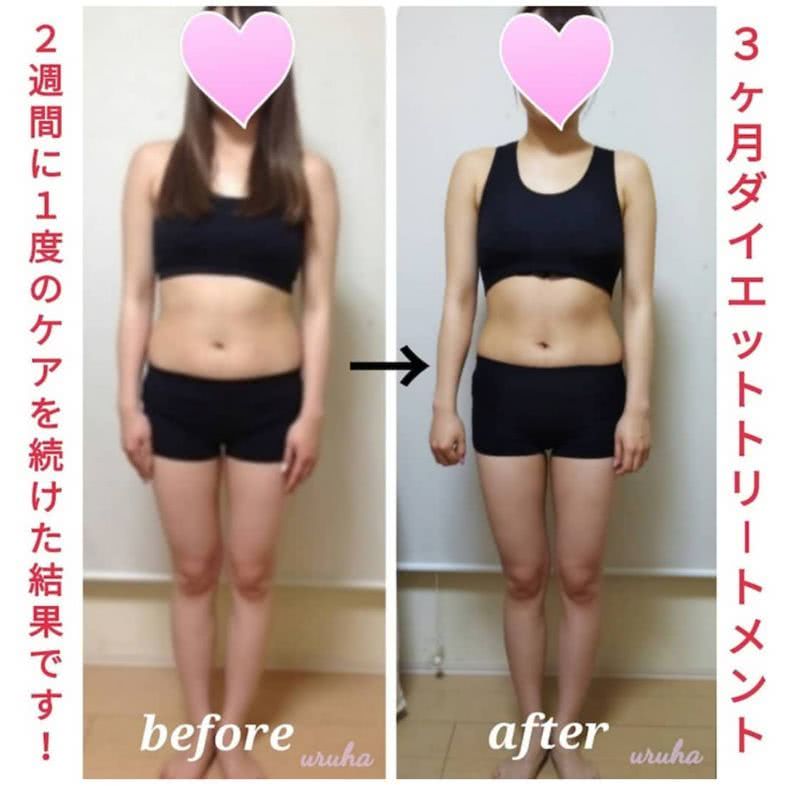 ３ヶ月ダイエットトリートメント
２週間に１度のケアを続けた結果です！
before
uruha
after
uruha